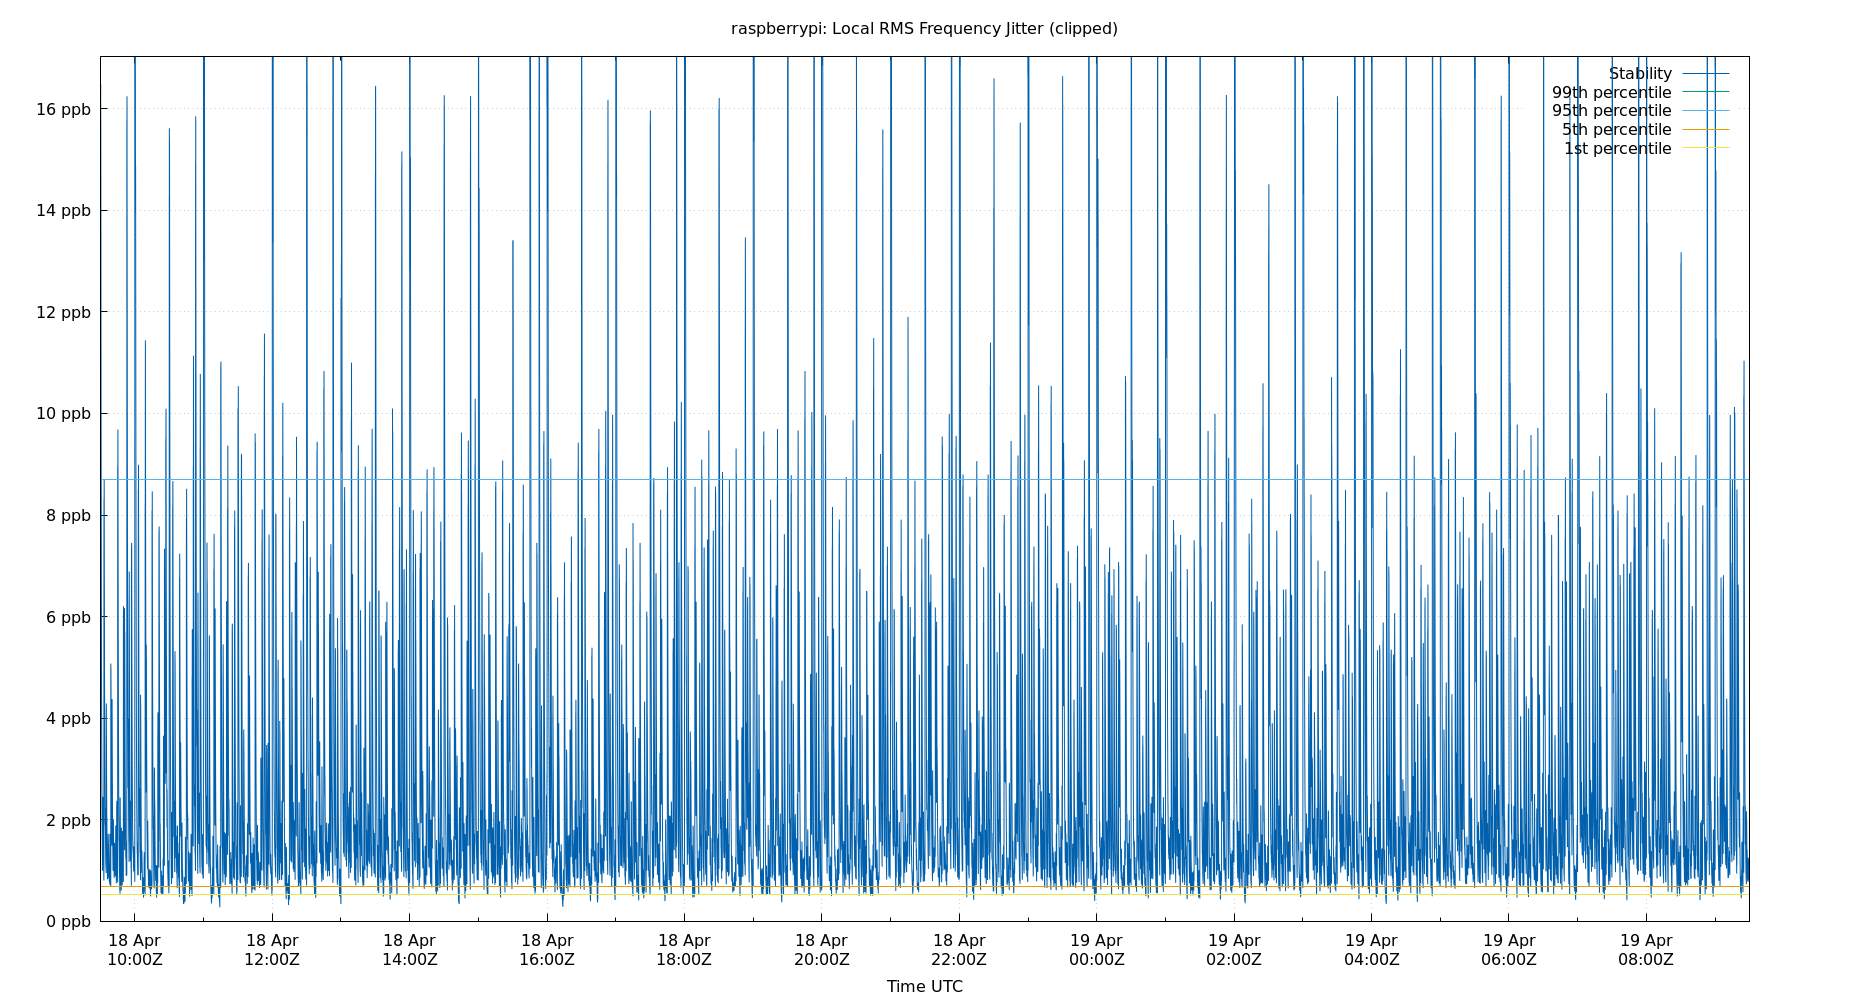 raspberrypi: Local RMS Frequency Jitter (clipped)
Stability
99th percentile
95th percentile
5th percentile
1st percentile
16 ppb
14 ppb
12 ppb
10 ppb
8 ppb
6 ppb
4 ppb
2 ppb
0 ppb
18 Apr 18 Apr 18 Apr 18 Apr 18 Apr 18 Apr 18 Apr 19 Apr 19 Apr 19 Apr 19 Apr 19 Apr
10:00Z 12:00Z 14:00Z 16:00Z 18:00Z 20:00Z 22:00Z 00:00Z 02:00Z 04:00Z 06:00Z 08:00Z
Time UTC